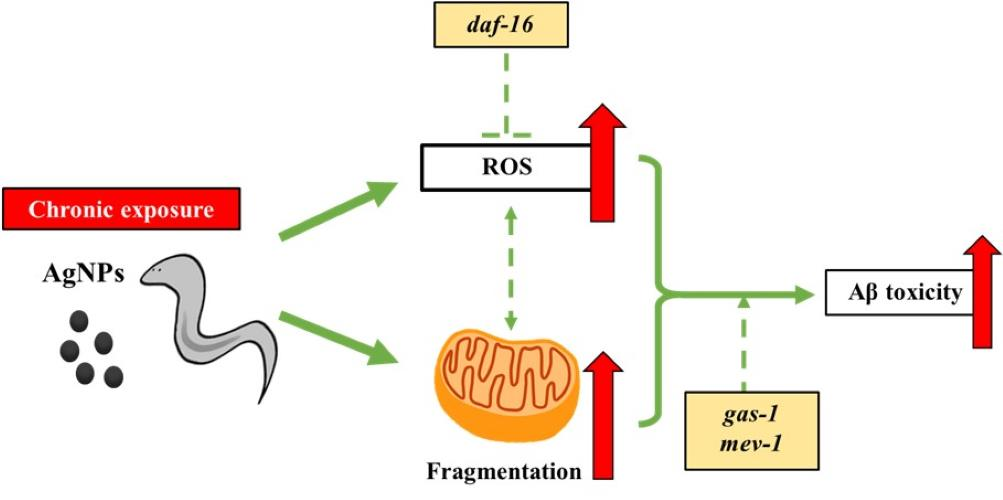 daf-16
ROS
Chronic exposure
AgNPs
Aβ toxicity
gas-1
mev-1
Fragmentation